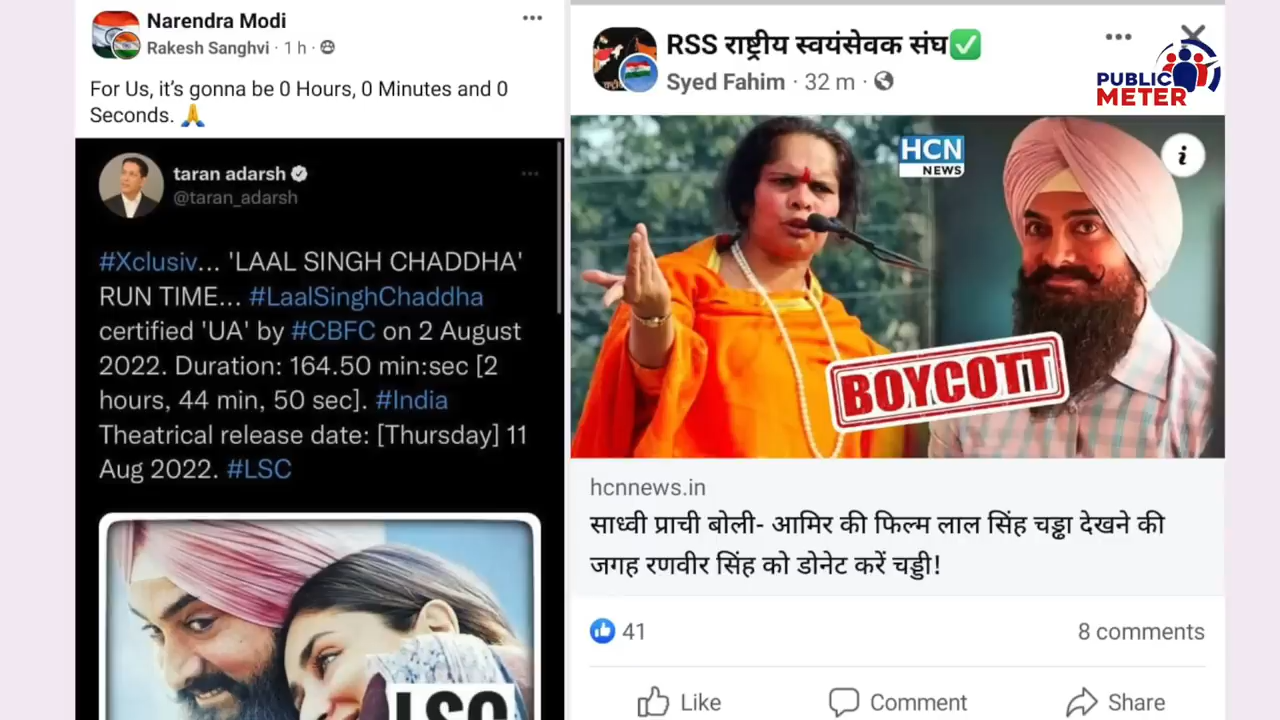 Narendra Modi
Rakesh Sanghvi · 1 h ·
For Us, it's gonna be 0 Hours, 0 Minutes and 0
Seconds. 🙏
taran adarsh
@taran_adarsh
#Xclusiv... 'LAAL SINGH CHADDHA'
RUN TIME... #LaalSinghChaddha
certified 'UA' by #CBFC on 2 August
2022. Duration: 164.50 min:sec [2
hours, 44 min, 50 sec]. #India
Theatrical release date: [Thursday] 11
Aug 2022. #LSC
LSC
RSS राष्ट्रीय स्वयंसेवक संघ✅
Syed Fahim · 32 m ·
PUBLIC
METER
HCN
NEWS
BOYCOTT
hcnnews.in
साध्वी प्राची बोली- आमिर की फिल्म लाल सिंह चड्ढा देखने की
जगह रणवीर सिंह को डोनेट करें चड्डी!
41
8 comments
Like
Comment
Share